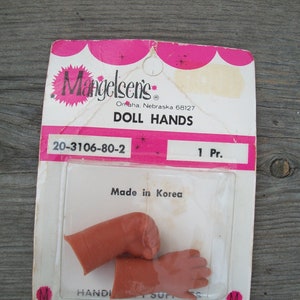 Mangelsen's®
Omaha, Nebraska 68127
DOLL HANDS
20-3106-80-2 1 Pr.
Made in Korea